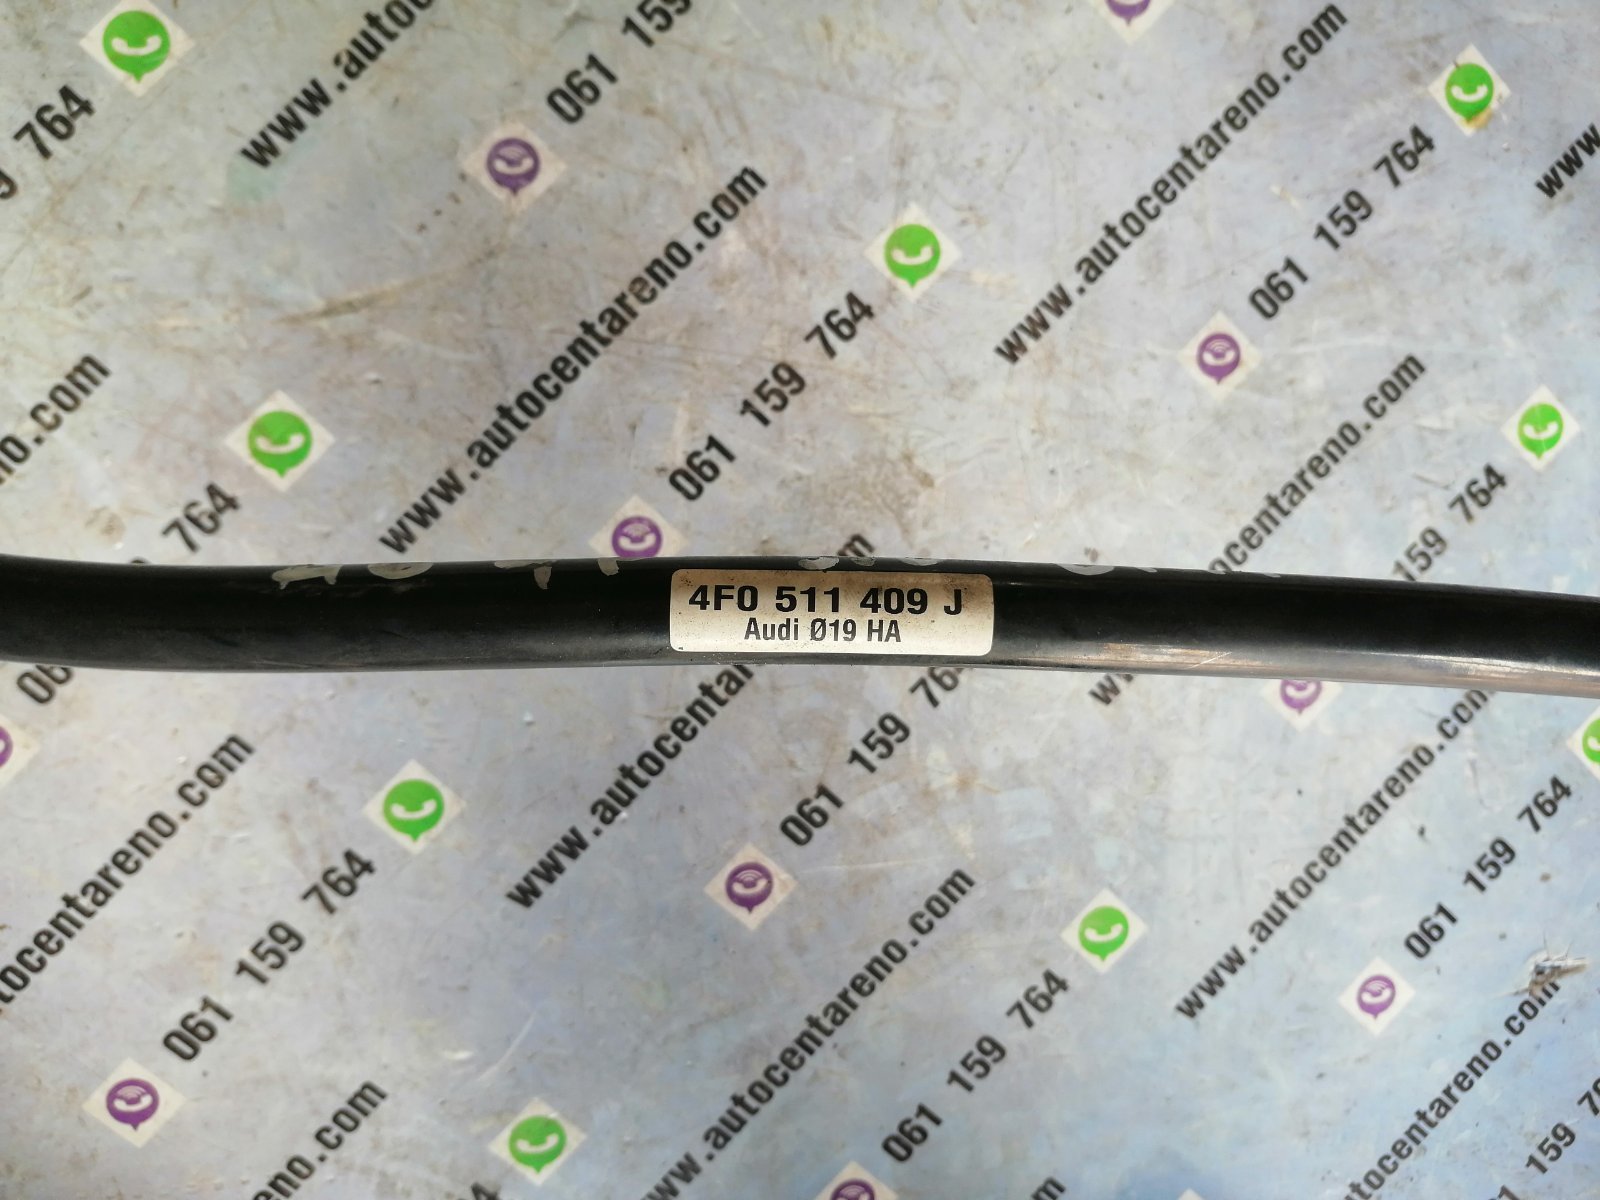 4F0 511 409 J
Audi Ø19 HA
www.autocentareno.com
061 159 764